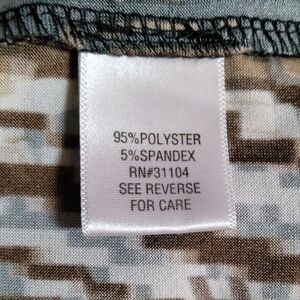 95%POLYSTER
5%SPANDEX
RN#31104
SEE REVERSE
FOR CARE